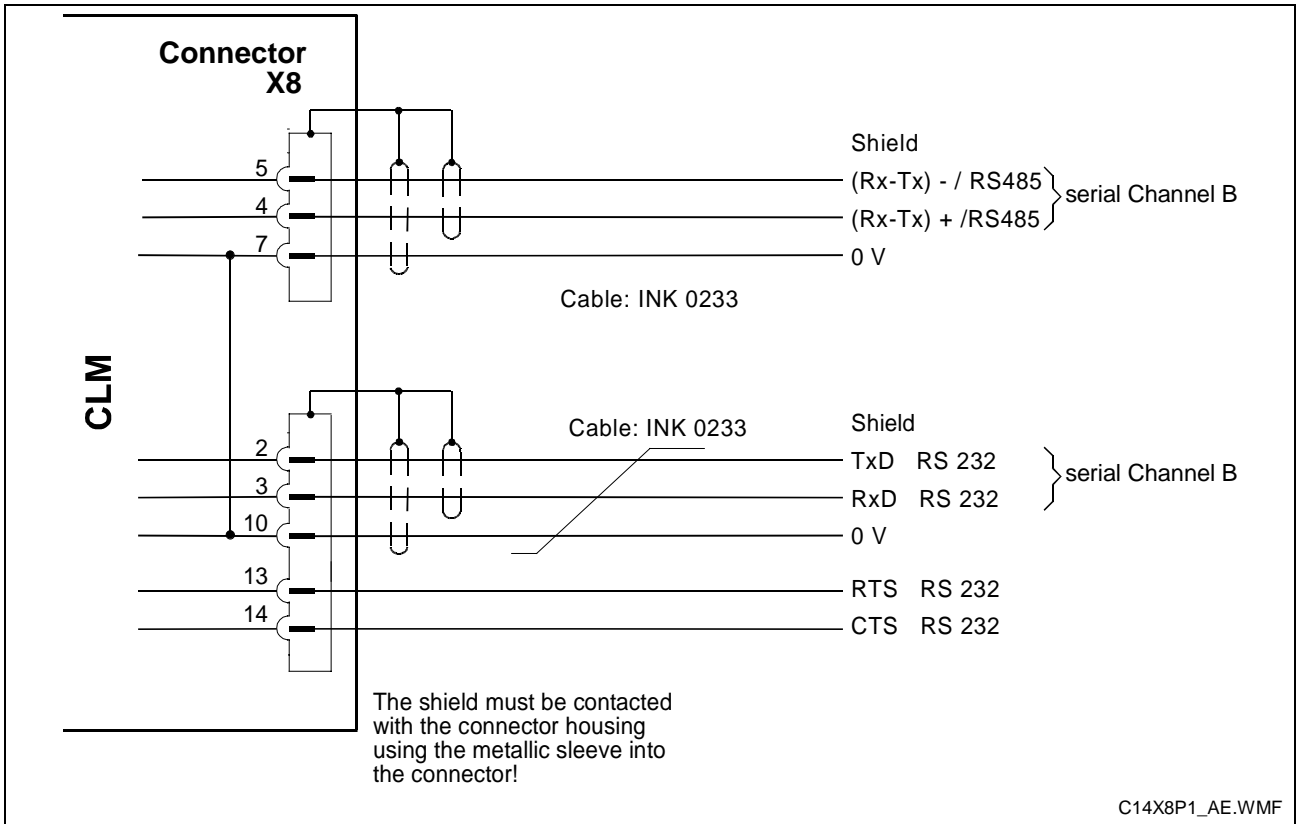 Connector
X8
Shield
5
(Rx-Tx) - / RS485
4
(Rx-Tx) + /RS485
serial Channel B
7
0 V
Cable: INK 0233
CLM
Cable: INK 0233
Shield
2
TxD RS 232
3
RxD RS 232
serial Channel B
10
0 V
13
RTS RS 232
14
CTS RS 232
The shield must be contacted
with the connector housing
using the metallic sleeve into
the connector!
C14X8P1_AE.WMF